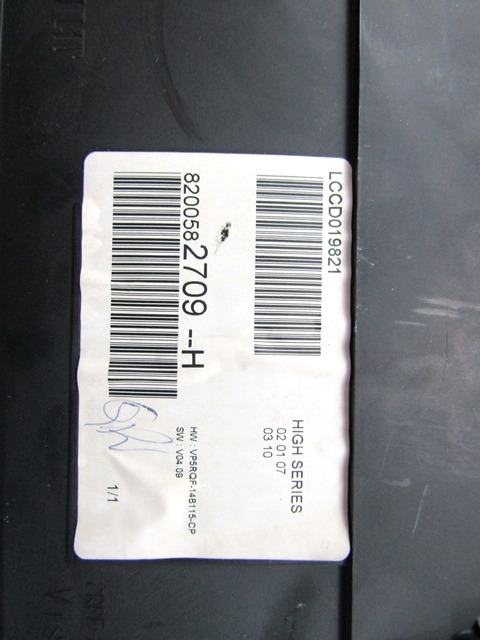 LCCD019821
8200582709 --H
HIGH SERIES
02 01 07
03 10
HW : VP5RQF-14B115-CP
SW : V04.09
1/1